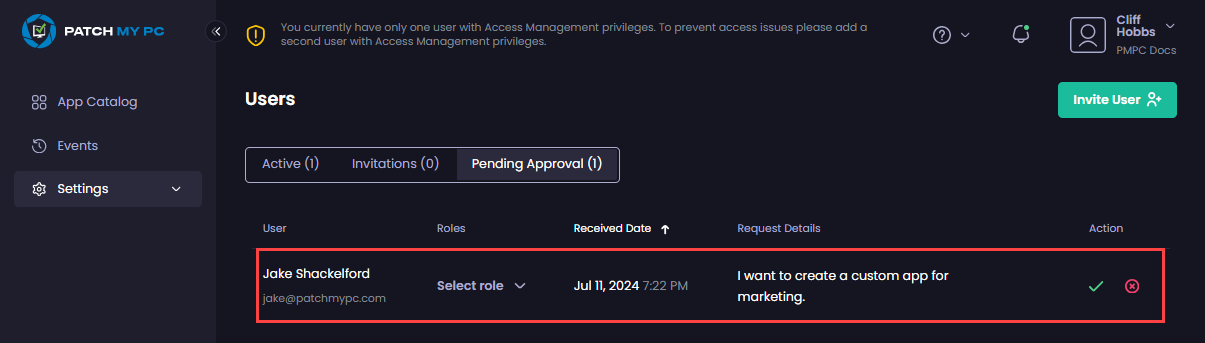 PATCH MY PC
You currently have only one user with Access Management privileges. To prevent access issues please add a
second user with Access Management privileges.
Cliff
Hobbs
PMPC Docs
App Catalog
Events
Settings
Users
Invite User
Active (1) Invitations (0) Pending Approval (1)
User Roles Received Date Request Details Action
Jake Shackelford
jake@patchmypc.com
Select role
Jul 11, 2024 7:22 PM
I want to create a custom app for
marketing.